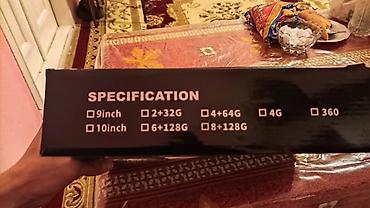 SPECIFICATION
☐9inch ☐2+32G ☐4+64G ☐4G ☐360
☐10inch ☐6+128G ☐8+128G